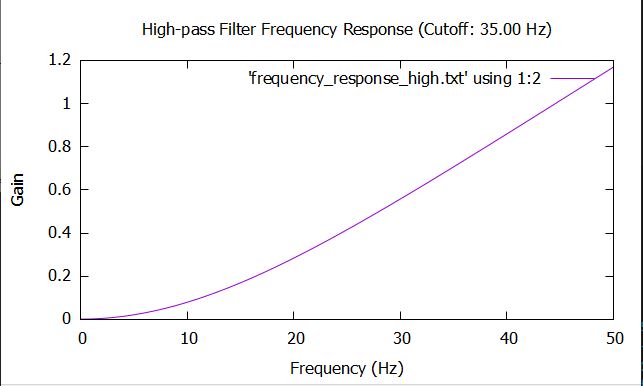 High-pass Filter Frequency Response (Cutoff: 35.00 Hz)
'frequency_response_high.txt' using 1:2
1.2
1
0.8
0.6
0.4
0.2
0
Gain
0 10 20 30 40 50
Frequency (Hz)